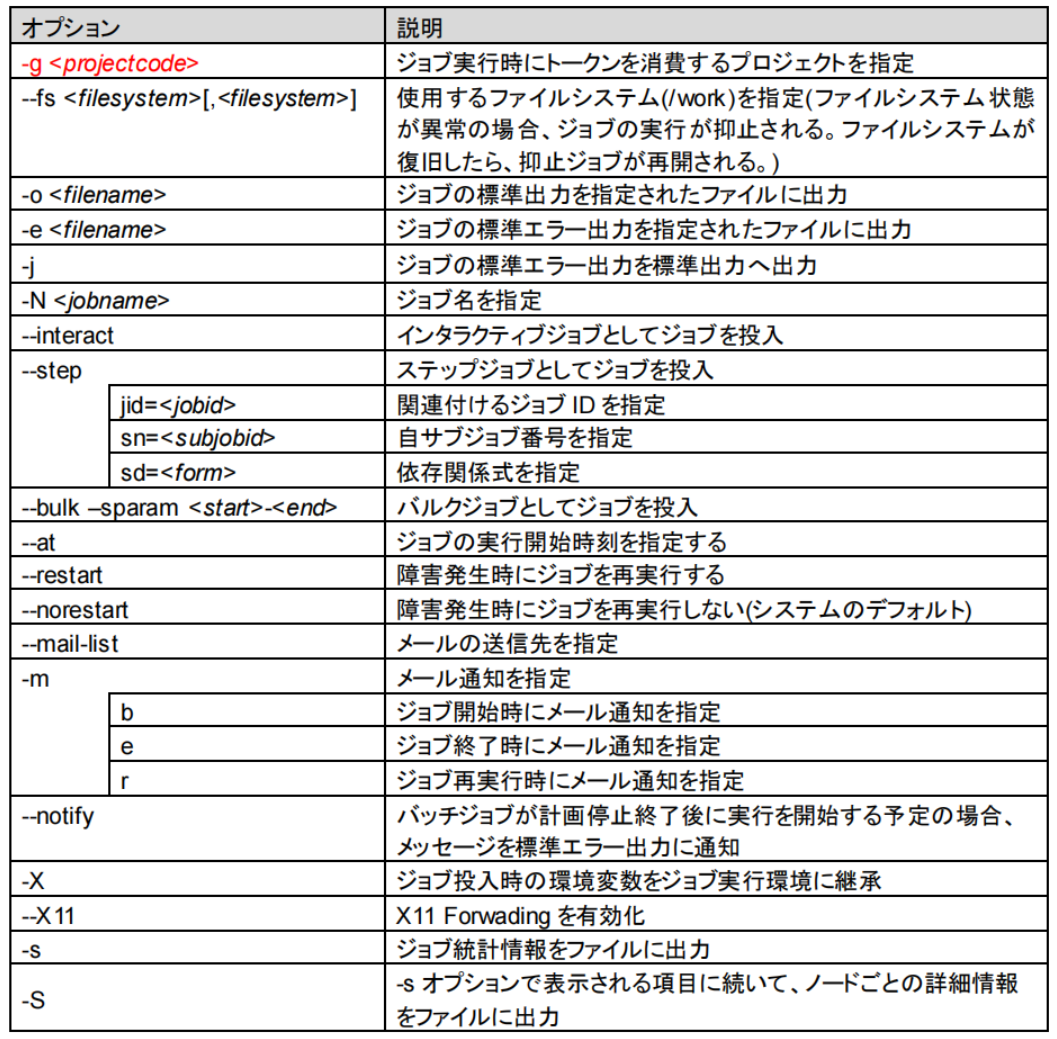 オプション 説明
-g <projectcode> ジョブ実行時にトークンを消費するプロジェクトを指定
--fs <filesystem>[,<filesystem>] 使用するファイルシステム(/work)を指定(ファイルシステム状態
が異常の場合、ジョブの実行が抑止される。ファイルシステムが
復旧したら、抑止ジョブが再開される。)
-o <filename> ジョブの標準出力を指定されたファイルに出力
-e <filename> ジョブの標準エラー出力を指定されたファイルに出力
-j ジョブの標準エラー出力を標準出力へ出力
-N <jobname> ジョブ名を指定
--interact インタラクティブジョブとしてジョブを投入
--step ステップジョブとしてジョブを投入
jid=<jobid> 関連付けるジョブ ID を指定
sn=<subjobid> 自サブジョブ番号を指定
sd=<form> 依存関係式を指定
--bulk –sparam <start>-<end> バルクジョブとしてジョブを投入
--at ジョブの実行開始時刻を指定する
--restart 障害発生時にジョブを再実行する
--norestart 障害発生時にジョブを再実行しない(システムのデフォルト)
--mail-list メールの送信先を指定
-m メール通知を指定
b ジョブ開始時にメール通知を指定
e ジョブ終了時にメール通知を指定
r ジョブ再実行時にメール通知を指定
--notify バッチジョブが計画停止終了後に実行を開始する予定の場合、
メッセージを標準エラー出力に通知
-X ジョブ投入時の環境変数をジョブ実行環境に継承
--X11 X11 Forwading を有効化
-s ジョブ統計情報をファイルに出力
-S -s オプションで表示される項目に続いて、ノードごとの詳細情報
をファイルに出力